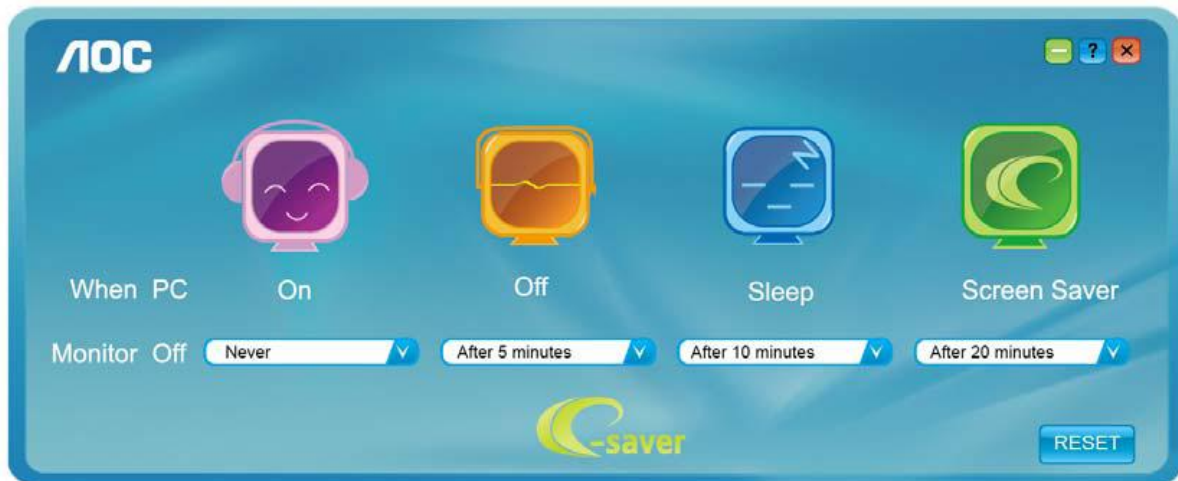 AOC
?
When PC On Off Sleep Screen Saver
Monitor Off Never After 5 minutes After 10 minutes After 20 minutes
e-saver
RESET